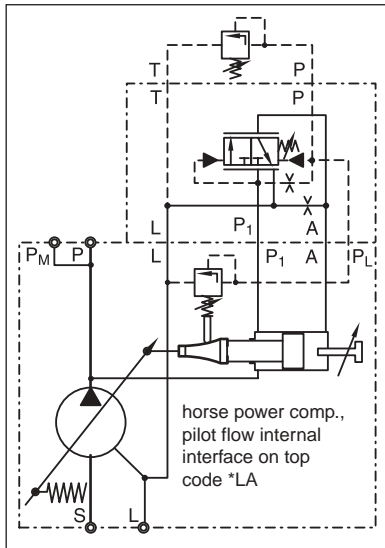 T P
T P
L P1 A
PM P L P1 A PL
horse power comp.,
pilot flow internal
interface on top
code *LA
S L